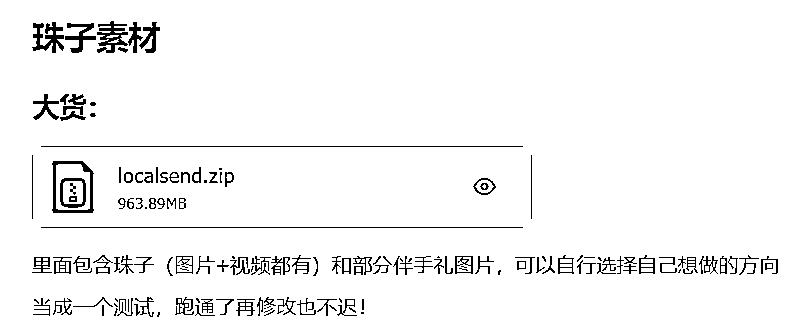 珠子素材
大货：
localsend.zip
963.89MB
里面包含珠子（图片+视频都有）和部分伴手礼图片，可以自行选择自己想做的方向
当成一个测试，跑通了再修改也不迟！